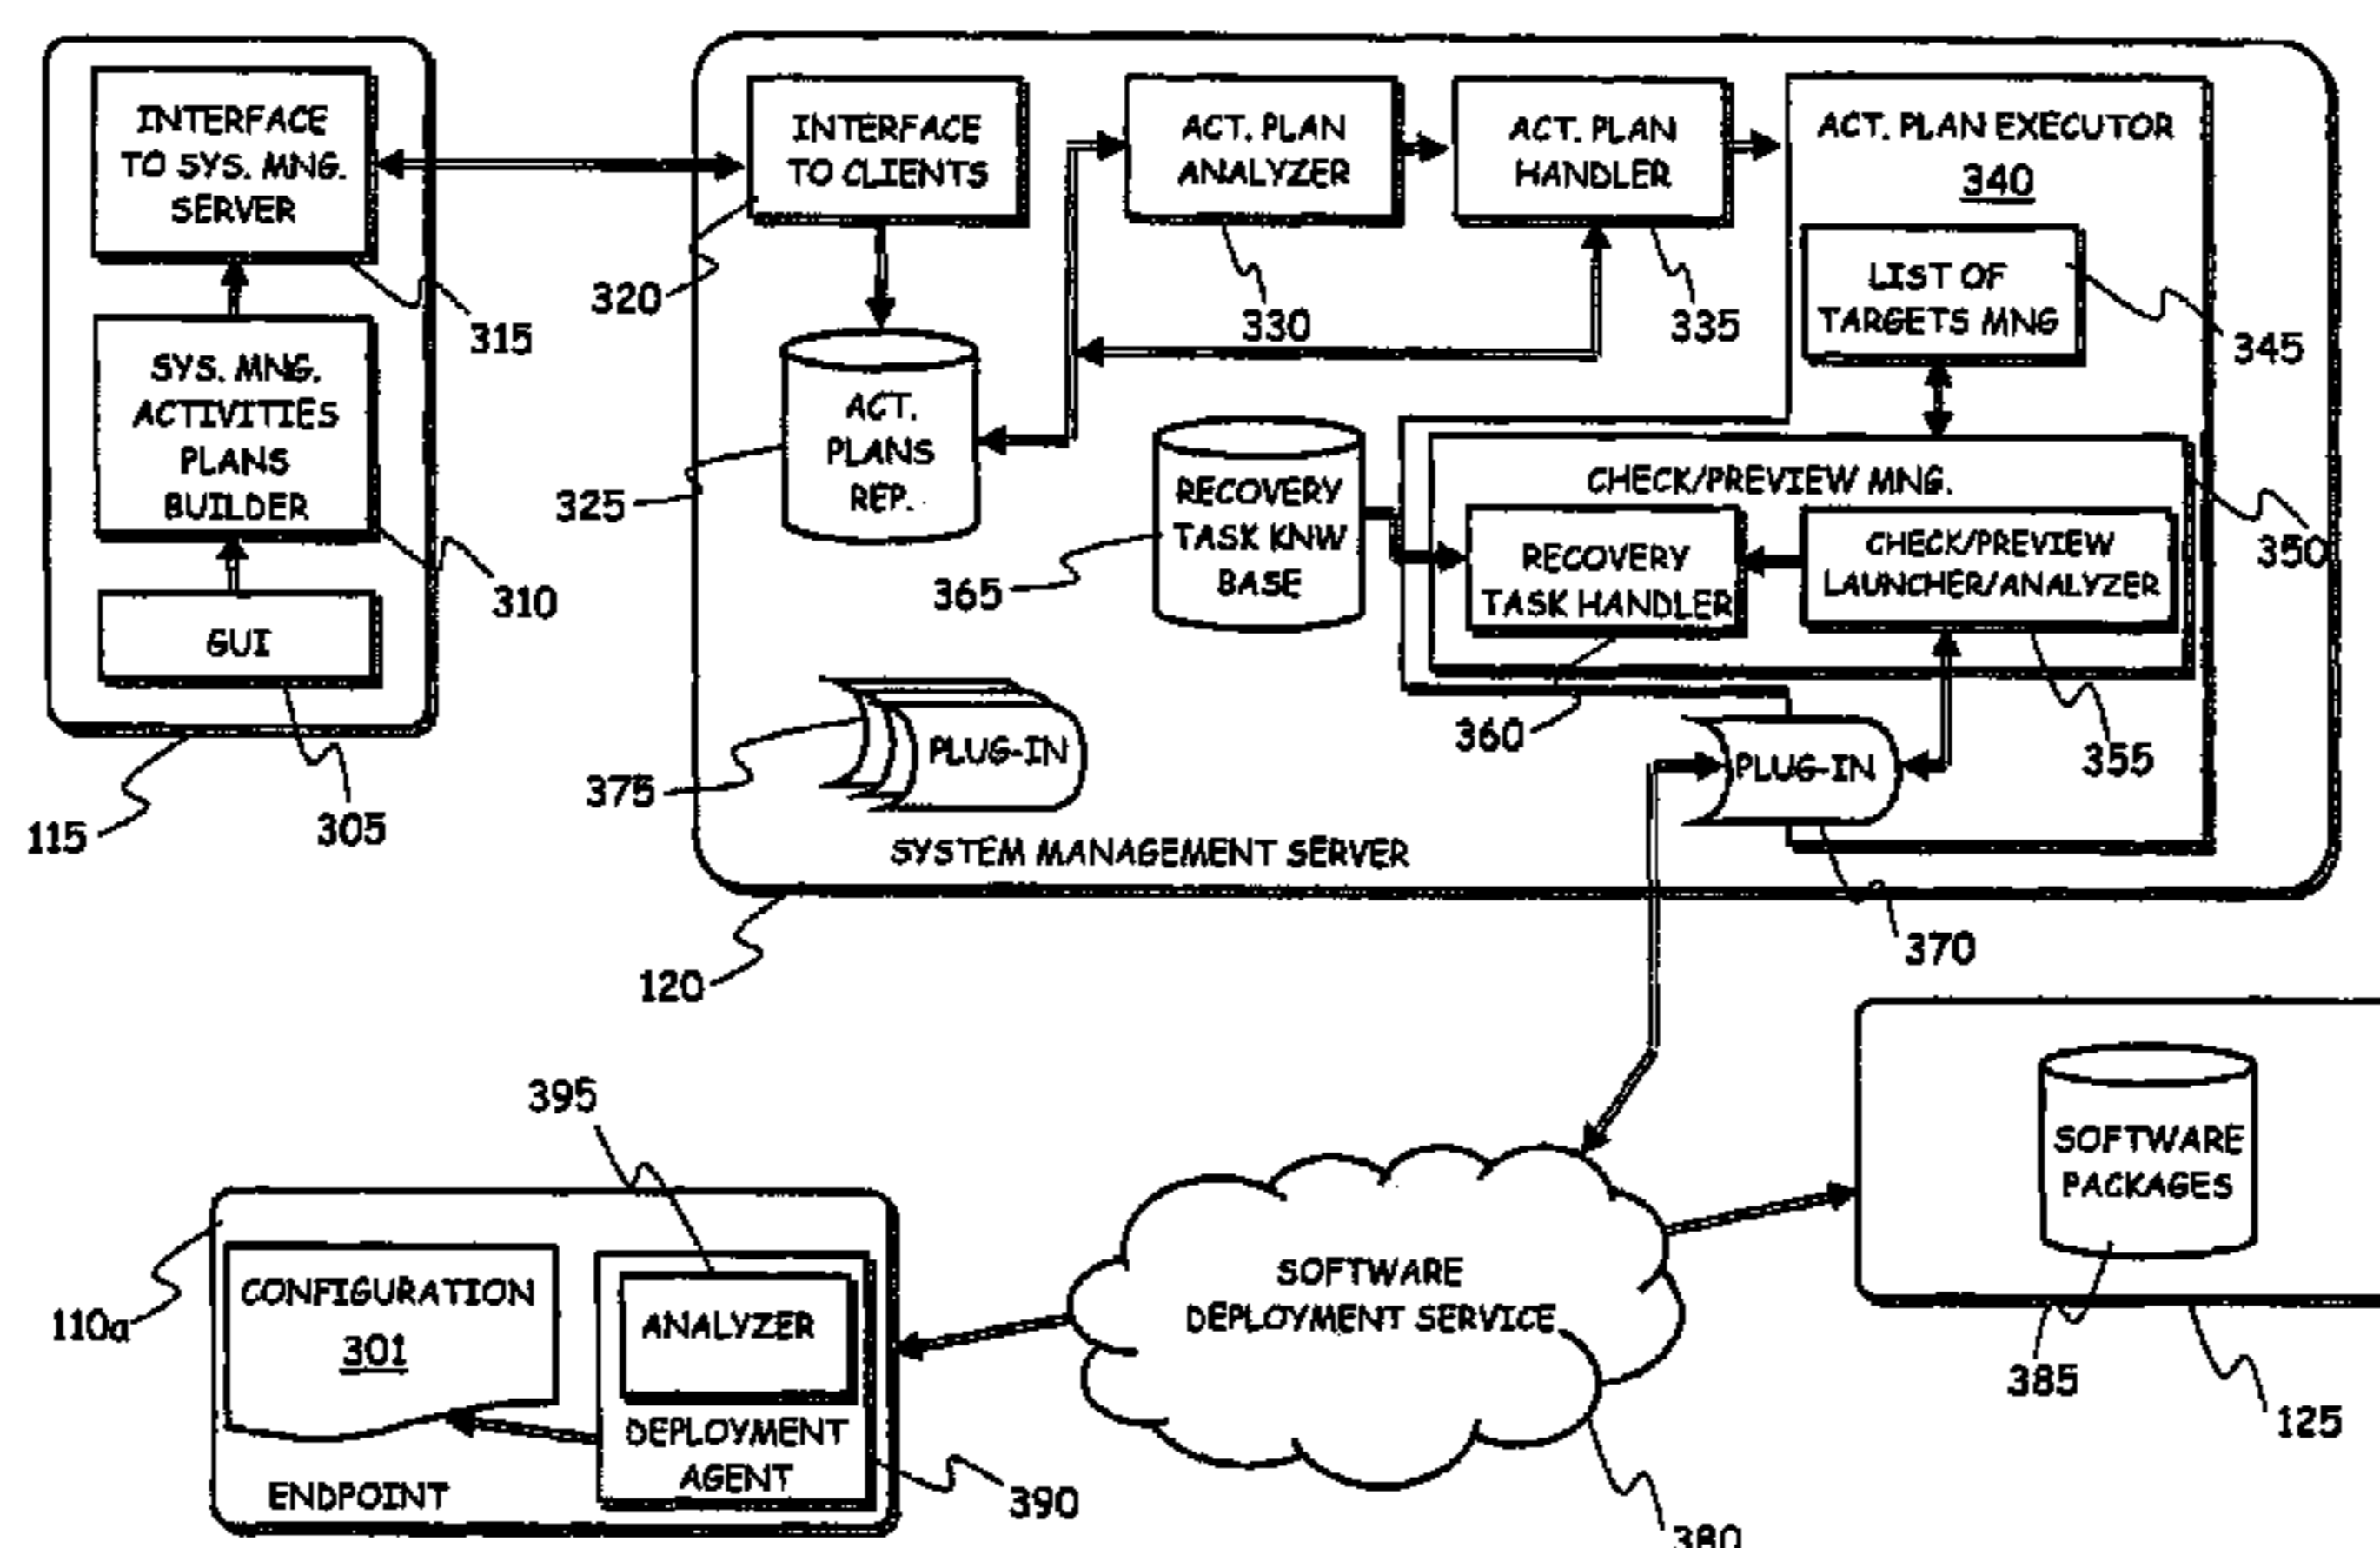 INTERFACE
TO SYS. MNG.
SERVER
315
SYS. MNG.
ACTIVITIES
PLANS
BUILDER
310
GUI
305
115
INTERFACE
TO CLIENTS
320
ACT. PLAN
ANALYZER
330
ACT. PLAN
HANDLER
335
ACT. PLAN EXECUTOR
340
LIST OF
TARGETS MNG
345
ACT.
PLANS
REP.
325
RECOVERY
TASK KNW
BASE
365
CHECK/PREVIEW MNG.
350
RECOVERY
TASK HANDLER
360
CHECK/PREVIEW
LAUNCHER/ANALYZER
355
PLUG-IN
375
PLUG-IN
370
SYSTEM MANAGEMENT SERVER
120
SOFTWARE
PACKAGES
385
125
395
110a
CONFIGURATION
301
ANALYZER
DEPLOYMENT
AGENT
390
ENDPOINT
SOFTWARE
DEPLOYMENT SERVICE
380